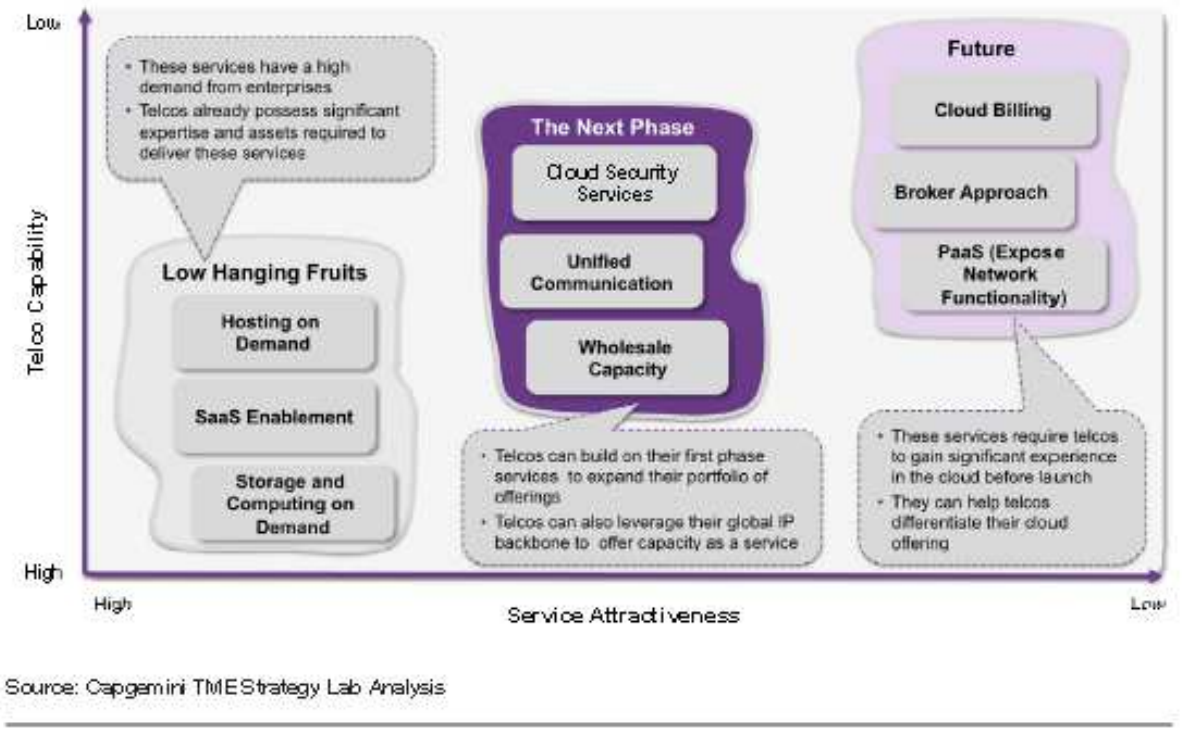 Low
• These services have a high
demand from enterprises
• Telcos already possess significant
expertise and assets required to
deliver these services
Low Hanging Fruits
Hosting on
Demand
SaaS Enablement
Storage and
Computing on
Demand
The Next Phase
Cloud Security
Services
Unified
Communication
Wholesale
Capacity
• Telcos can build on their first phase
services to expand their portfolio of
offerings
• Telcos can also leverage their global IP
backbone to offer capacity as a service
Future
Cloud Billing
Broker Approach
PaaS (Expose
Network
Functionality)
• These services require telcos
to gain significant experience
in the cloud before launch
• They can help telcos
differentiate their cloud
offering
Telco Capability
High
High
Service Attractiveness
Low
Source: Capgemini TME Strategy Lab Analysis